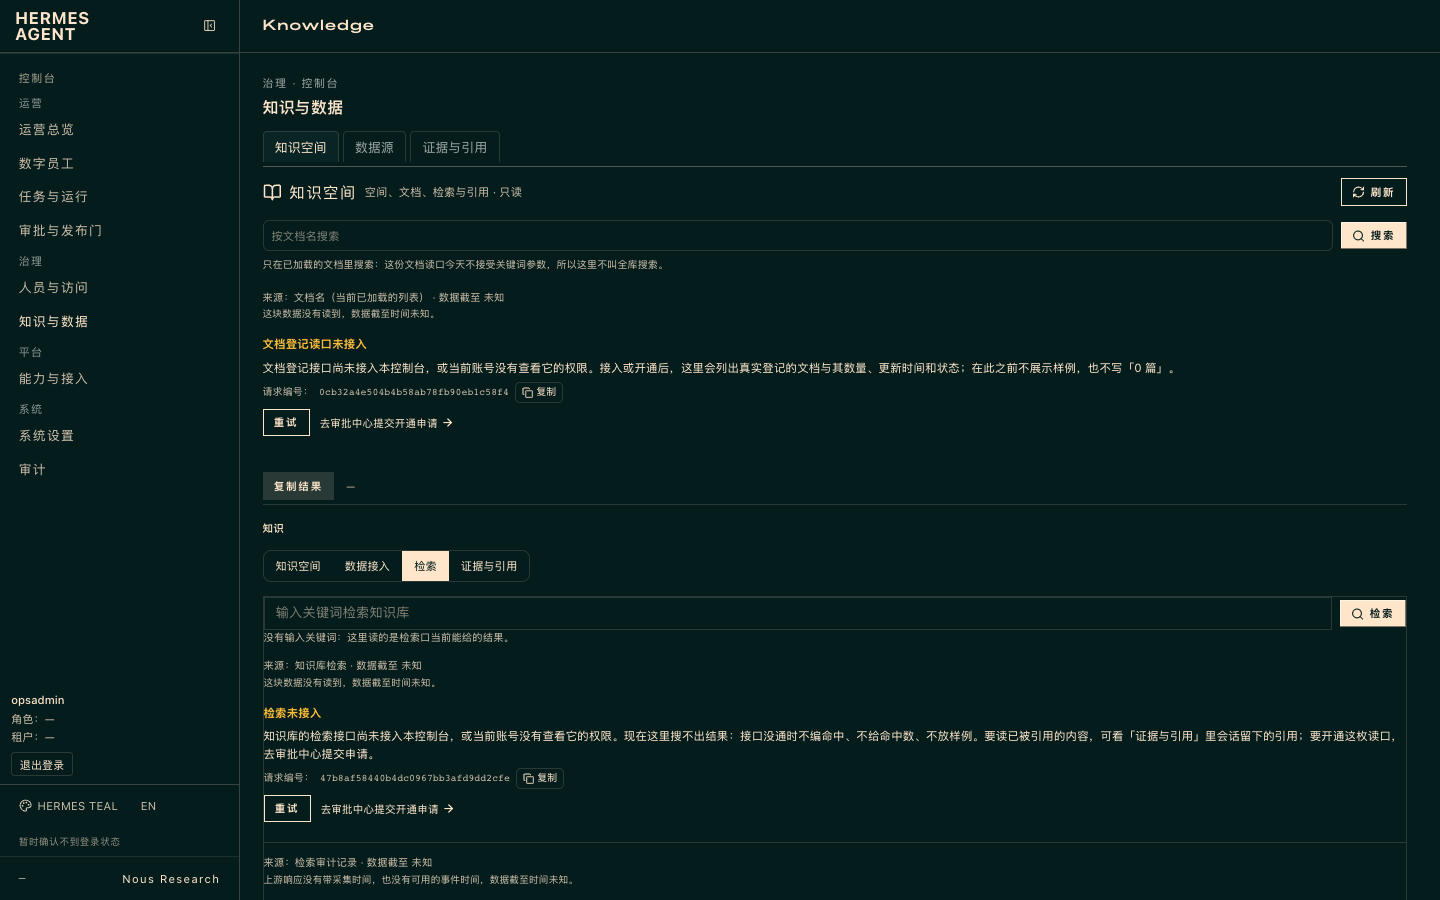 HERMES
AGENT
控制台
运营
运营总览
数字员工
任务与运行
审批与发布门
治理
人员与访问
知识与数据
平台
能力与接入
系统
系统设置
审计
opsadmin
角色：—
租户：—
退出登录
HERMES TEAL EN
暂时确认不到登录状态
— Nous Research
Knowledge
治理 · 控制台
知识与数据
知识空间 数据源 证据与引用
知识空间 空间、文档、检索与引用 · 只读 刷新
按文档名搜索 搜索
只在已加载的文档里搜索：这份文档读口今天不接受关键词参数，所以这里不叫全库搜索。
来源：文档名（当前已加载的列表） · 数据截至 未知
这块数据没有读到，数据截至时间未知。
文档登记读口未接入
文档登记接口尚未接入本控制台，或当前账号没有查看它的权限。接入或开通后，这里会列出真实登记的文档与其数量、更新时间和状态；在此之前不展示样例，也不写「0 篇」。
请求编号： 0cb32a4e504b4b58ab78fb90eb1c58f4 复制
重试 去审批中心提交开通申请 →
复制结果 —
知识
知识空间 数据接入 检索 证据与引用
输入关键词检索知识库 检索
没有输入关键词：这里读的是检索口当前能给的结果。
来源：知识库检索 · 数据截至 未知
这块数据没有读到，数据截至时间未知。
检索未接入
知识库的检索接口尚未接入本控制台，或当前账号没有查看它的权限。现在这里搜不出结果：接口没通时不编命中、不给命中数、不放样例。要读已被引用的内容，可看「证据与引用」里会话留下的引用；要开通这枚读口，
去审批中心提交申请。
请求编号： 47b8af58440b4dc0967bb3afd9dd2cfe 复制
重试 去审批中心提交开通申请 →
来源：检索审计记录 · 数据截至 未知
上游响应没有带采集时间，也没有可用的事件时间，数据截至时间未知。